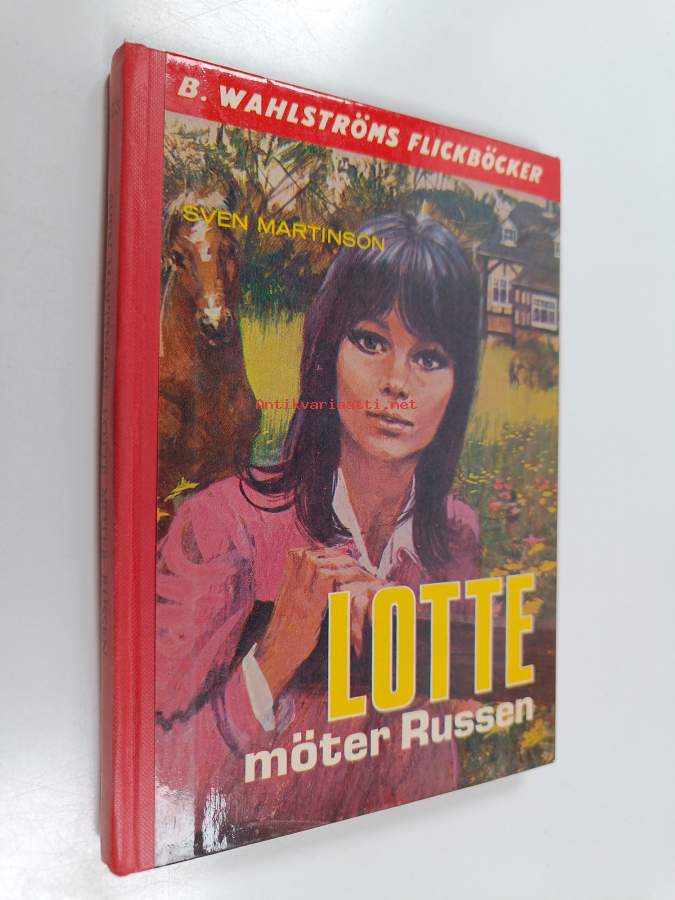 B. WAHLSTRÖMS FLICKBÖCKER
SVEN MARTINSON
Antikvariaatti.net
LOTTE
möter Russen